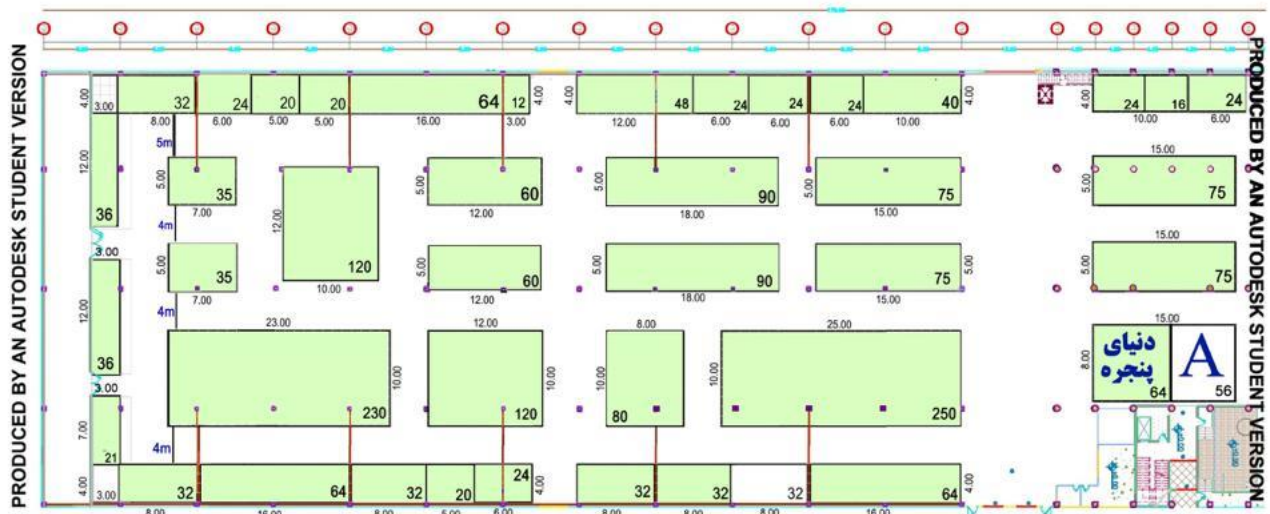 PRODUCED BY AN AUTODESK STUDENT VERSION
PRODUCED BY AN AUTODESK STUDENT VERSION
4.00 3.00 32 24 20 20 64 12 4.00 4.00 48 24 24 24 40 4.00 4.00 24 16 24
8.00 6.00 5.00 5.00 16.00 3.00 12.00 6.00 6.00 6.00 10.00 10.00 6.00
5m
12.00 5.00 35 7.00
36
12.00 120 10.00
60 12.00
5.00 90 18.00
5.00 75 15.00
15.00 5.00 75
4m
3.00
5.00 35 7.00
5.00 60 12.00
5.00 90 18.00
5.00 75 15.00 5.00
15.00 5.00 75
12.00
4m
36
3.00
23.00 10.00 230
12.00 10.00 120
8.00 10.00 80
25.00 10.00 250
15.00
8.00
دنیای
پنجره
64
A
56
7.00
4m
21
4.00 3.00 32 64 32 20 24 4.00 32 32 32 64 4.00
8.00 16.00 8.00 5.00 6.00 8.00 8.00 8.00 16.00